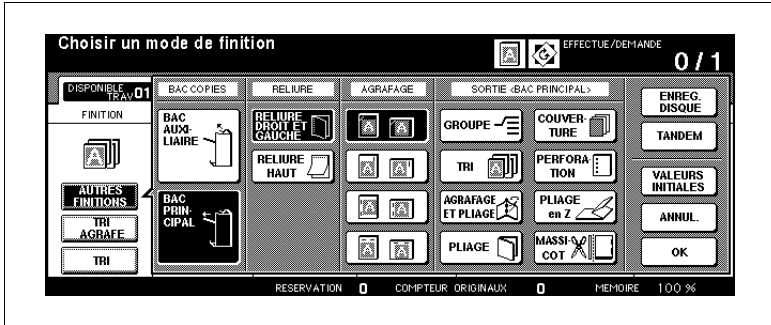 Choisir un mode de finition
EFFECTUE/DEMANDE
0 / 1
DISPONIBLE
TRAV 01
FINITION
AUTRES
FINITIONS
TRI
AGRAFE
TRI
BAC COPIES
BAC
AUXI-
LIAIRE
BAC
PRIN-
CIPAL
RELIURE
RELIURE
DROIT ET
GAUCHE
RELIURE
HAUT
AGRAFAGE
SORTIE <BAC PRINCIPAL>
GROUPE
COUVER-
TURE
TRI
PERFORA-
TION
AGRAFAGE
ET PLIAGE
PLIAGE
en Z
PLIAGE
MASSI-
COT
ENREG.
DISQUE
TANDEM
VALEURS
INITIALES
ANNUL.
OK
RESERVATION 0 COMPTEUR ORIGINAUX 0 MEMOIRE 100 %